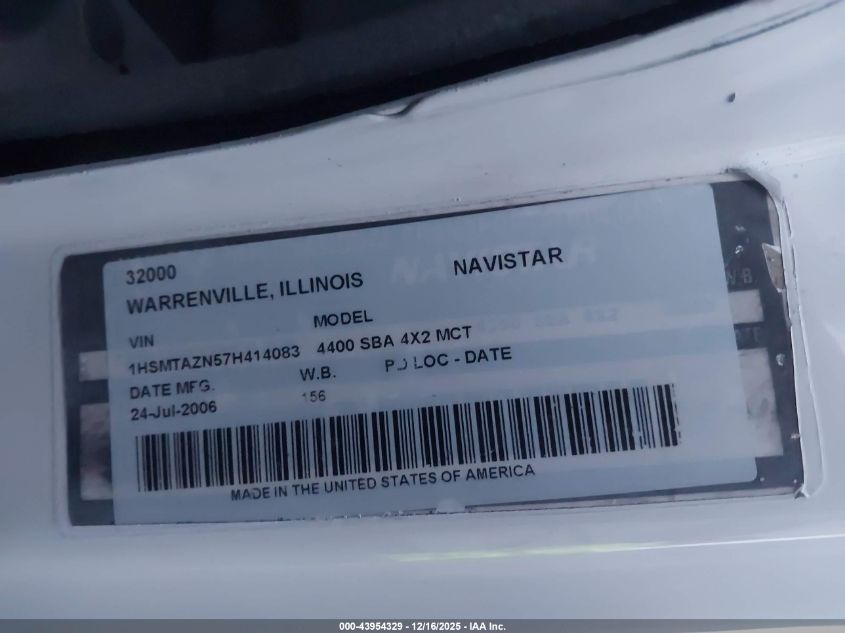 32000
WARRENVILLE, ILLINOIS NAVISTAR
VIN MODEL
1HSMTAZN57H414083 4400 SBA 4X2 MCT
DATE MFG. W.B. LOC - DATE
24-Jul-2006 156
MADE IN THE UNITED STATES OF AMERICA
000-43954329 - 12/16/2025 - IAA Inc.